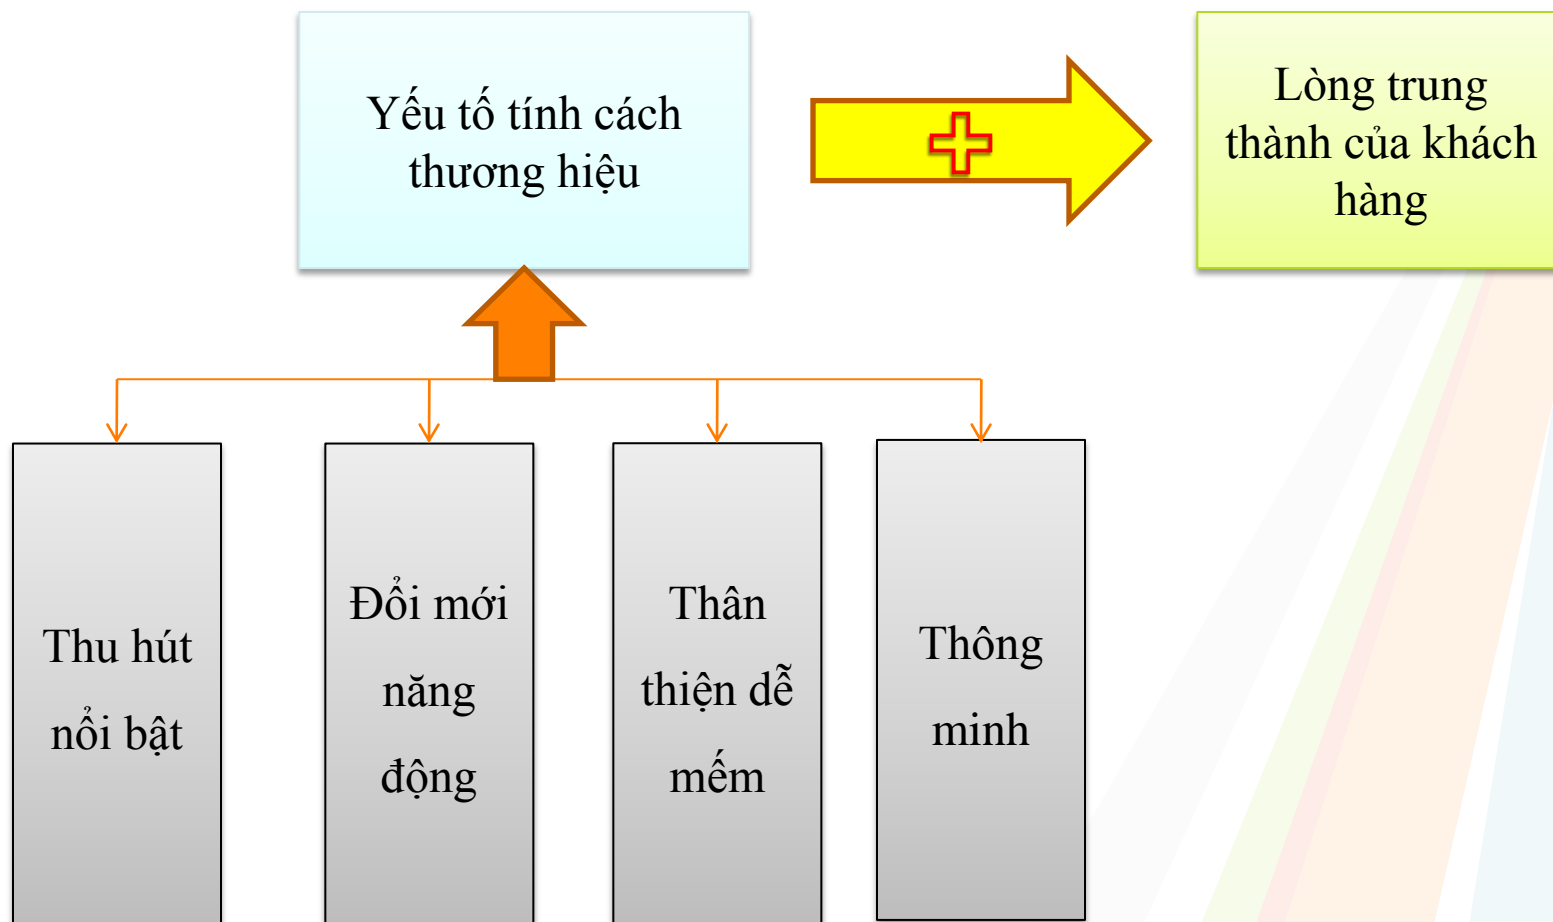 Yếu tố tính cách
thương hiệu
Lòng trung
thành của khách
hàng
Thu hút
nổi bật
Đổi mới
năng
động
Thân
thiện dễ
mếm
Thông
minh